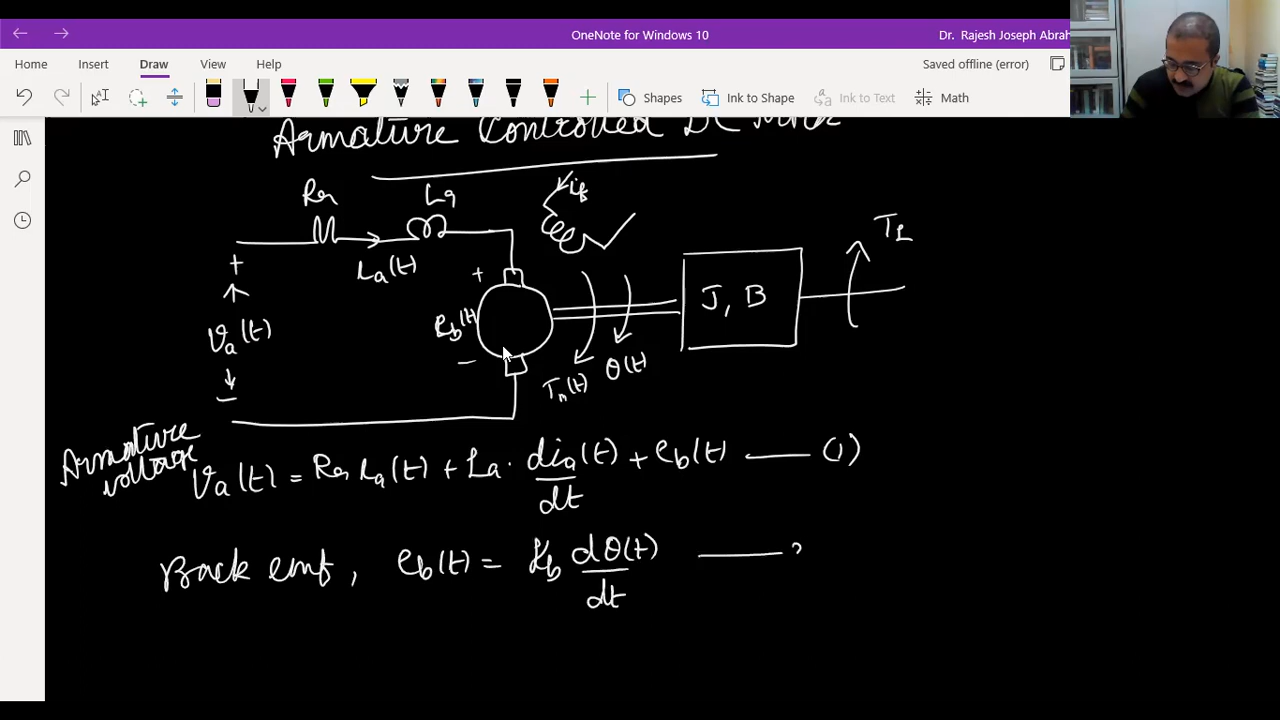 OneNote for Windows 10
Dr. Rajesh Joseph Abrah
Home Insert Draw View Help
Saved offline (error)
Shapes Ink to Shape Ink to Text Math
Armature Controlled DC
Ra La if
TL
ia(t)
+ +
J, B
eb(t)
Va(t)
−
θ(t)
Tm(t)
−
Armature voltage
Va(t) = Ra ia(t) + La · dia(t)/dt + eb(t) —— (1)
Back emf, eb(t) = Kb dθ(t)/dt ——